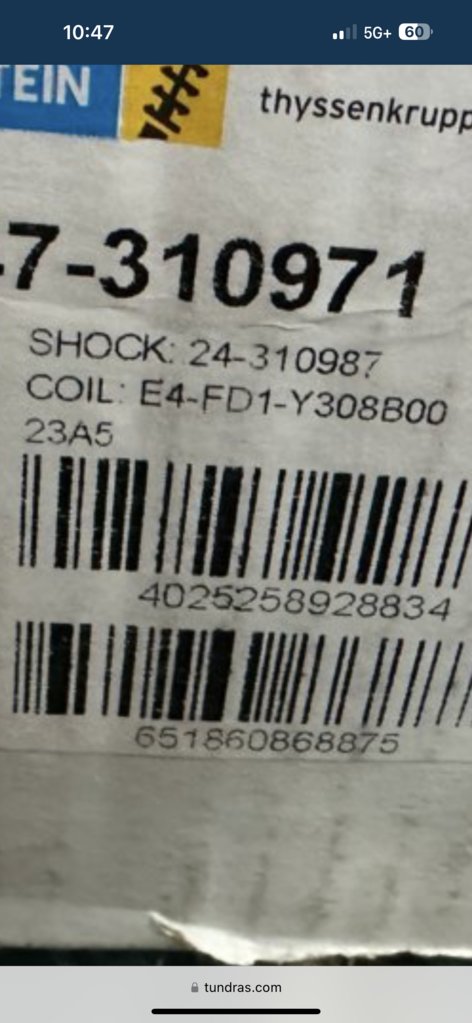 10:47
5G+ 60
TEIN
thyssenkrupp
7-310971
SHOCK: 24-310987
COIL: E4-FD1-Y308B00
23A5
4025258928834
651860868875
tundras.com